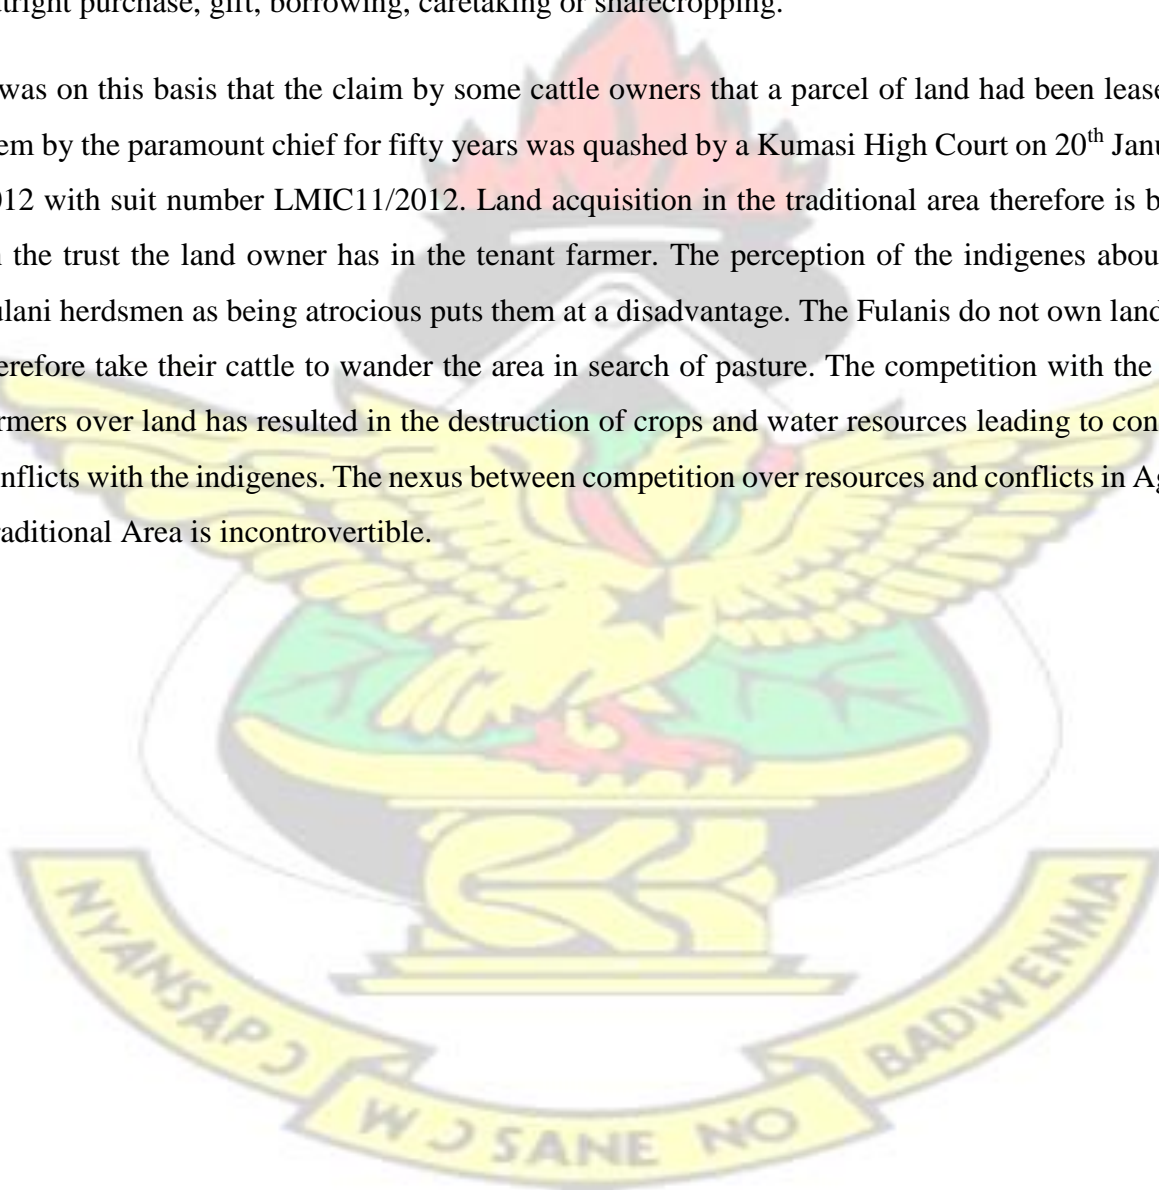 utright purchase, gift, borrowing, caretaking or sharecropping.
was on this basis that the claim by some cattle owners that a parcel of land had been lease
em by the paramount chief for fifty years was quashed by a Kumasi High Court on 20th Janu
012 with suit number LMIC11/2012. Land acquisition in the traditional area therefore is b
n the trust the land owner has in the tenant farmer. The perception of the indigenes abou
ulani herdsmen as being atrocious puts them at a disadvantage. The Fulanis do not own land
erefore take their cattle to wander the area in search of pasture. The competition with the
rmers over land has resulted in the destruction of crops and water resources leading to con
nflicts with the indigenes. The nexus between competition over resources and conflicts in Ag
raditional Area is incontrovertible.
NYANSAPƆ
WƆSANE NO
BADWENMA